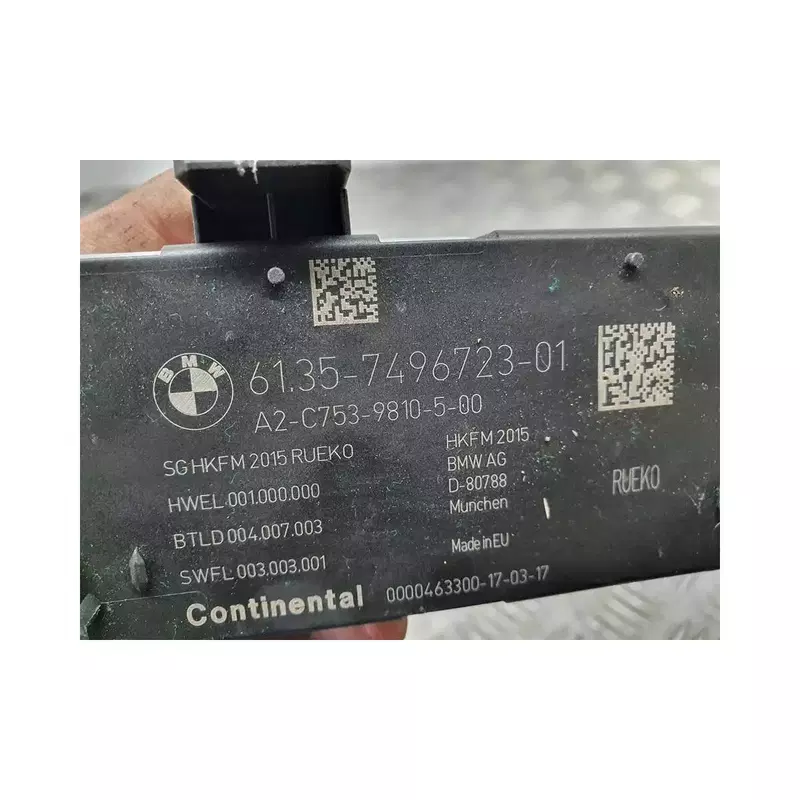 BMW
61.35-7496723-01
A2-C753-9810-5-00
SG HKFM 2015 RUEKO
HWEL 001.000.000
BTLD 004.007.003
SWFL 003.003.001
HKFM 2015
BMW AG
D-80788
Munchen
Made in EU
RUEKO
Continental 0000463300-17-03-17